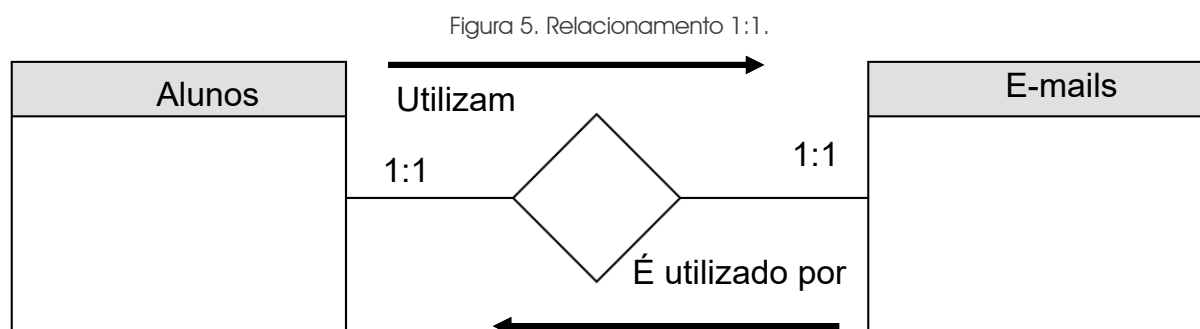 Figura 5. Relacionamento 1:1.
Alunos
Utilizam
E-mails
1:1
1:1
É utilizado por